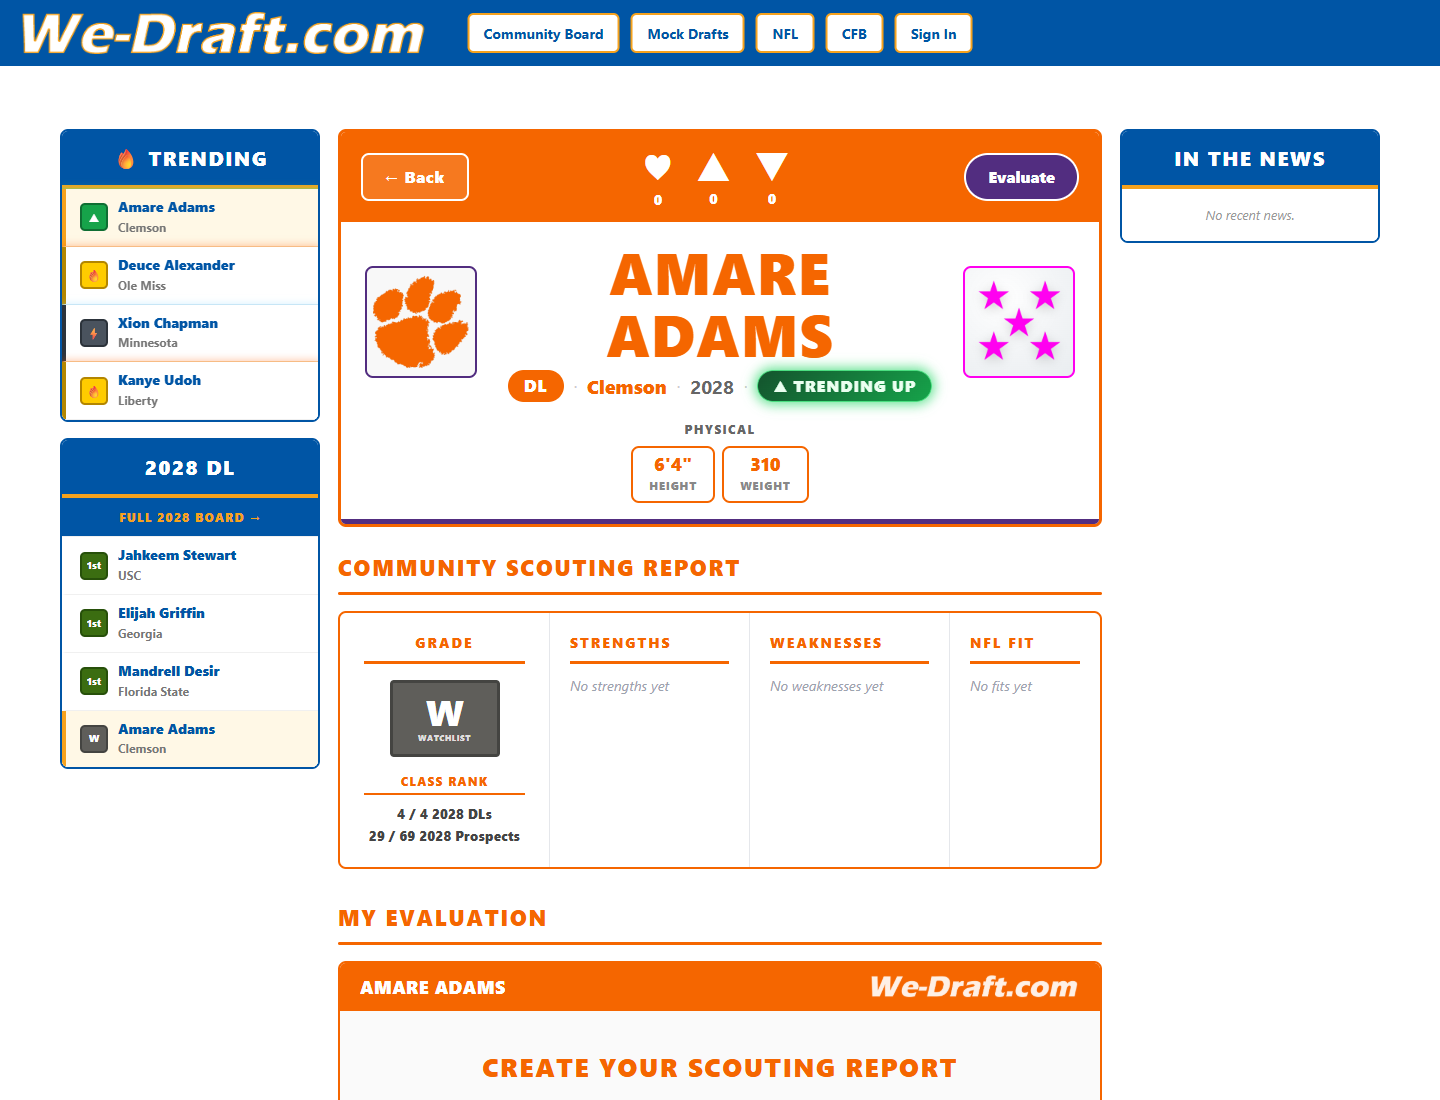 We-Draft.com
Community Board
Mock Drafts
NFL
CFB
Sign In
TRENDING
Amare Adams
Clemson
Deuce Alexander
Ole Miss
Xion Chapman
Minnesota
Kanye Udoh
Liberty
2028 DL
FULL 2028 BOARD →
1st
Jahkeem Stewart
USC
1st
Elijah Griffin
Georgia
1st
Mandrell Desir
Florida State
W
Amare Adams
Clemson
← Back
0
0
0
Evaluate
AMARE
ADAMS
DL · Clemson · 2028 · ▲ TRENDING UP
PHYSICAL
6'4"
HEIGHT
310
WEIGHT
COMMUNITY SCOUTING REPORT
GRADE
W
WATCHLIST
CLASS RANK
4 / 4 2028 DLs
29 / 69 2028 Prospects
STRENGTHS
No strengths yet
WEAKNESSES
No weaknesses yet
NFL FIT
No fits yet
MY EVALUATION
AMARE ADAMS
We-Draft.com
CREATE YOUR SCOUTING REPORT
IN THE NEWS
No recent news.